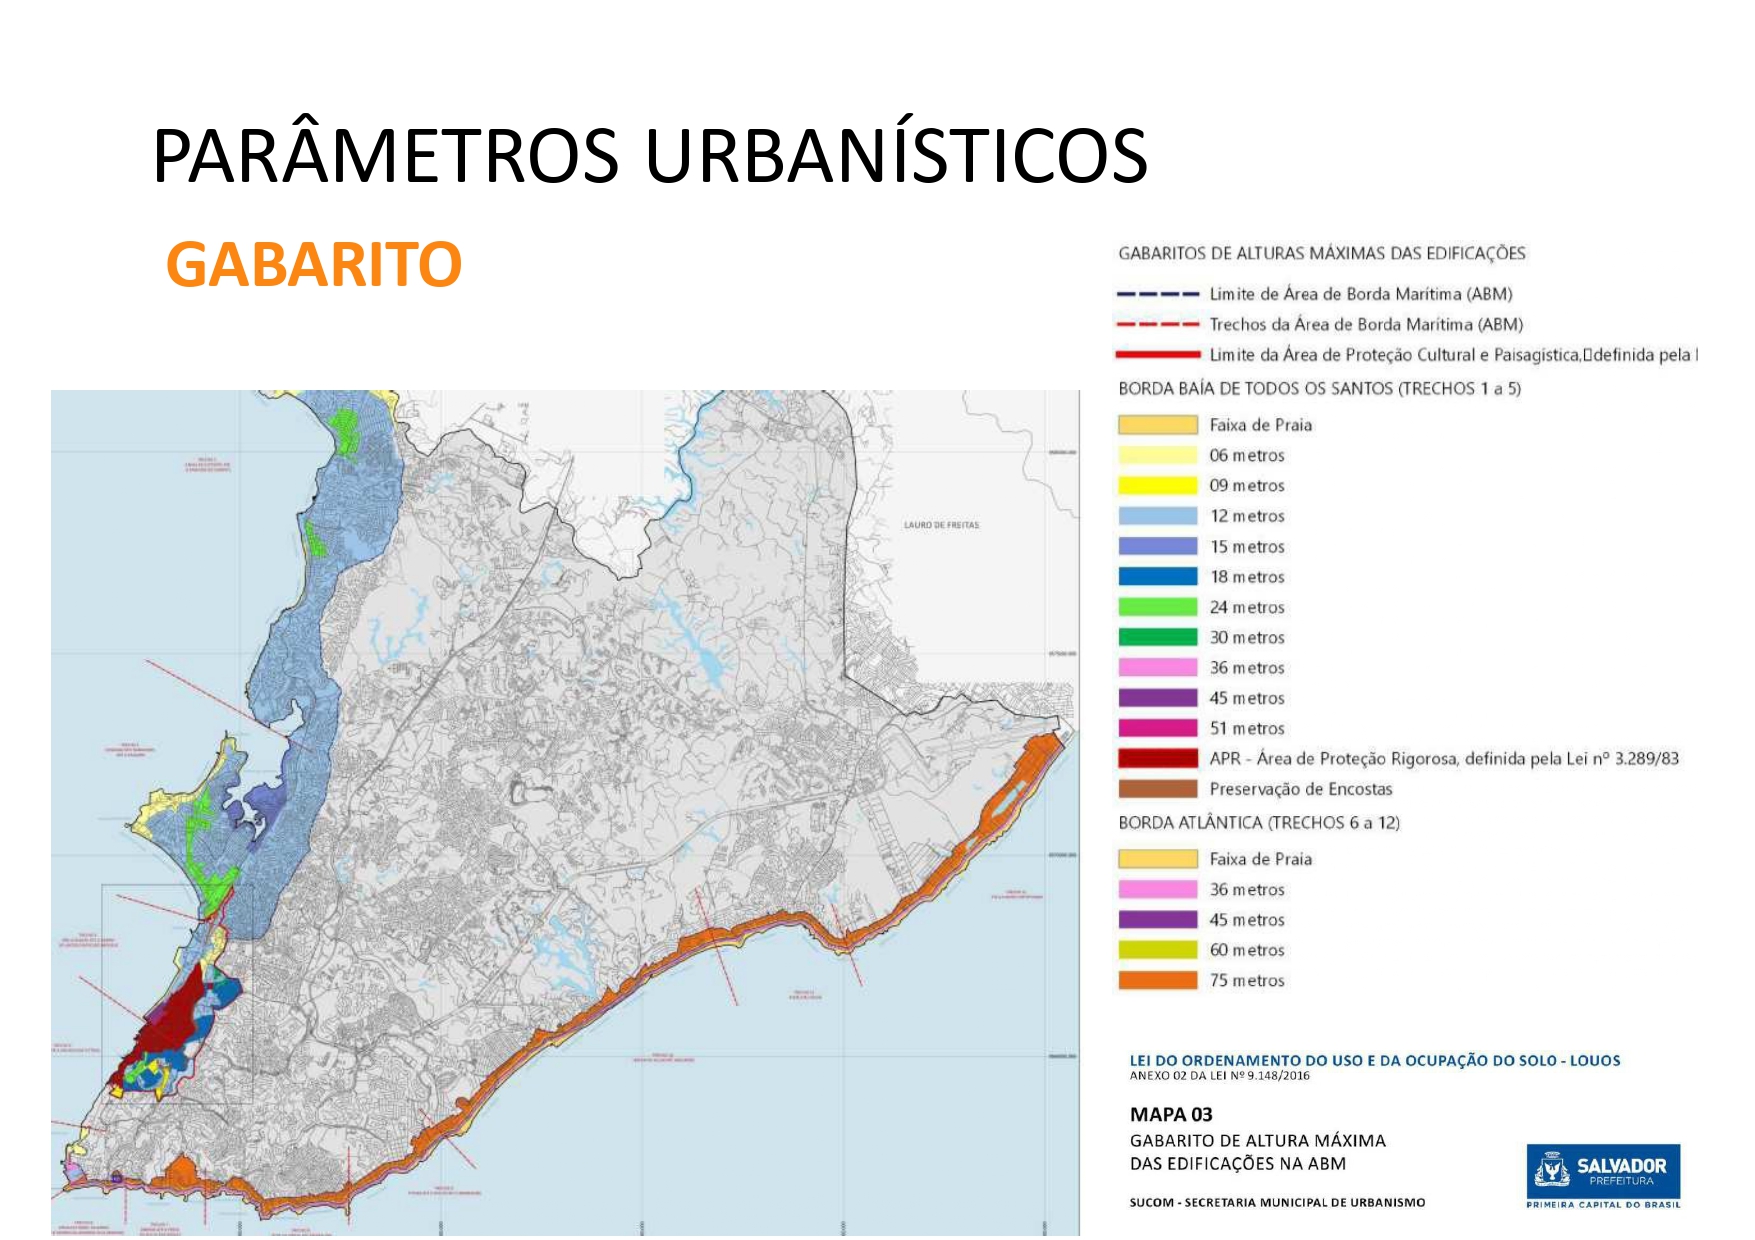 PARÂMETROS URBANÍSTICOS
GABARITO
GABARITOS DE ALTURAS MÁXIMAS DAS EDIFICAÇÕES
Limite de Área de Borda Marítima (ABM)
Trechos da Área de Borda Marítima (ABM)
Limite da Área de Proteção Cultural e Paisagística,▯definida pela
BORDA BAÍA DE TODOS OS SANTOS (TRECHOS 1 a 5)
Faixa de Praia
06 metros
09 metros
12 metros
15 metros
18 metros
24 metros
30 metros
36 metros
45 metros
51 metros
APR - Área de Proteção Rigorosa, definida pela Lei nº 3.289/83
Preservação de Encostas
BORDA ATLÂNTICA (TRECHOS 6 a 12)
Faixa de Praia
36 metros
45 metros
60 metros
75 metros
LAURO DE FREITAS
LEI DO ORDENAMENTO DO USO E DA OCUPAÇÃO DO SOLO - LOUOS
ANEXO 02 DA LEI Nº 9.148/2016
MAPA 03
GABARITO DE ALTURA MÁXIMA
DAS EDIFICAÇÕES NA ABM
SUCOM - SECRETARIA MUNICIPAL DE URBANISMO
SALVADOR
PREFEITURA
PRIMEIRA CAPITAL DO BRASIL